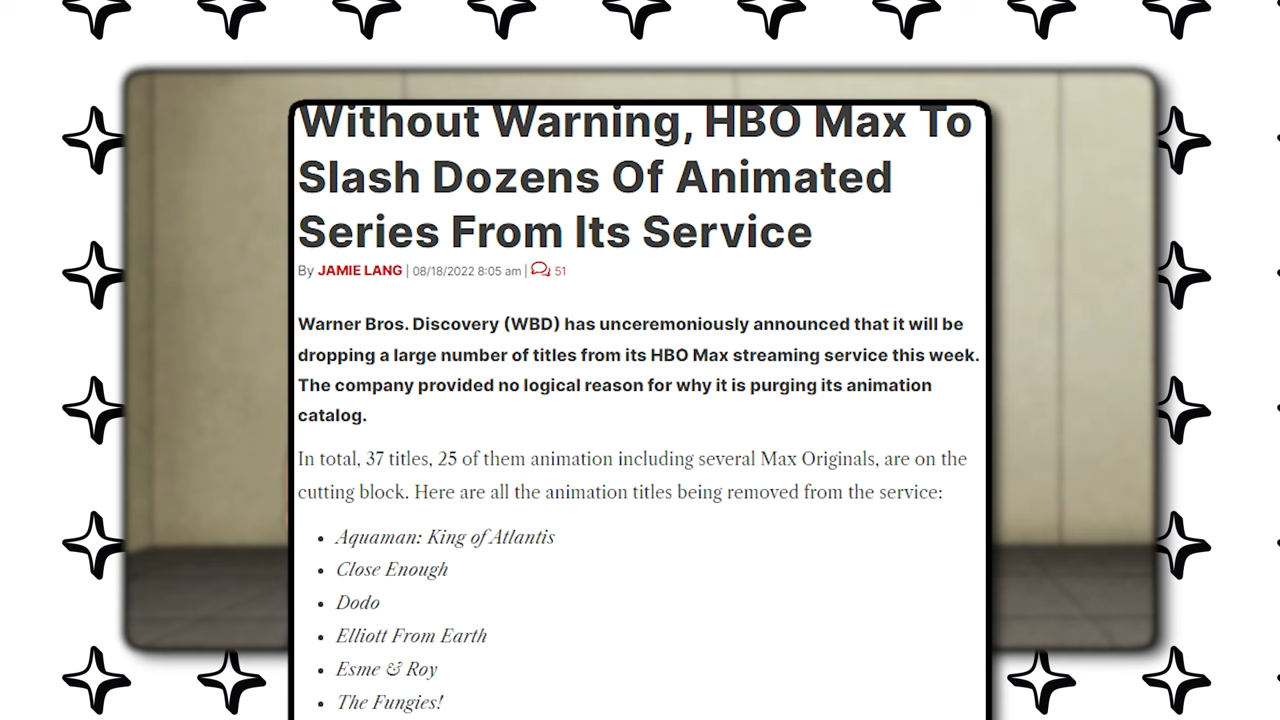 Without Warning, HBO Max To
Slash Dozens Of Animated
Series From Its Service
By JAMIE LANG | 08/18/2022 8:05 am | 51
Warner Bros. Discovery (WBD) has unceremoniously announced that it will be
dropping a large number of titles from its HBO Max streaming service this week.
The company provided no logical reason for why it is purging its animation
catalog.
In total, 37 titles, 25 of them animation including several Max Originals, are on the
cutting block. Here are all the animation titles being removed from the service:
• Aquaman: King of Atlantis
• Close Enough
• Dodo
• Elliott From Earth
• Esme & Roy
• The Fungies!